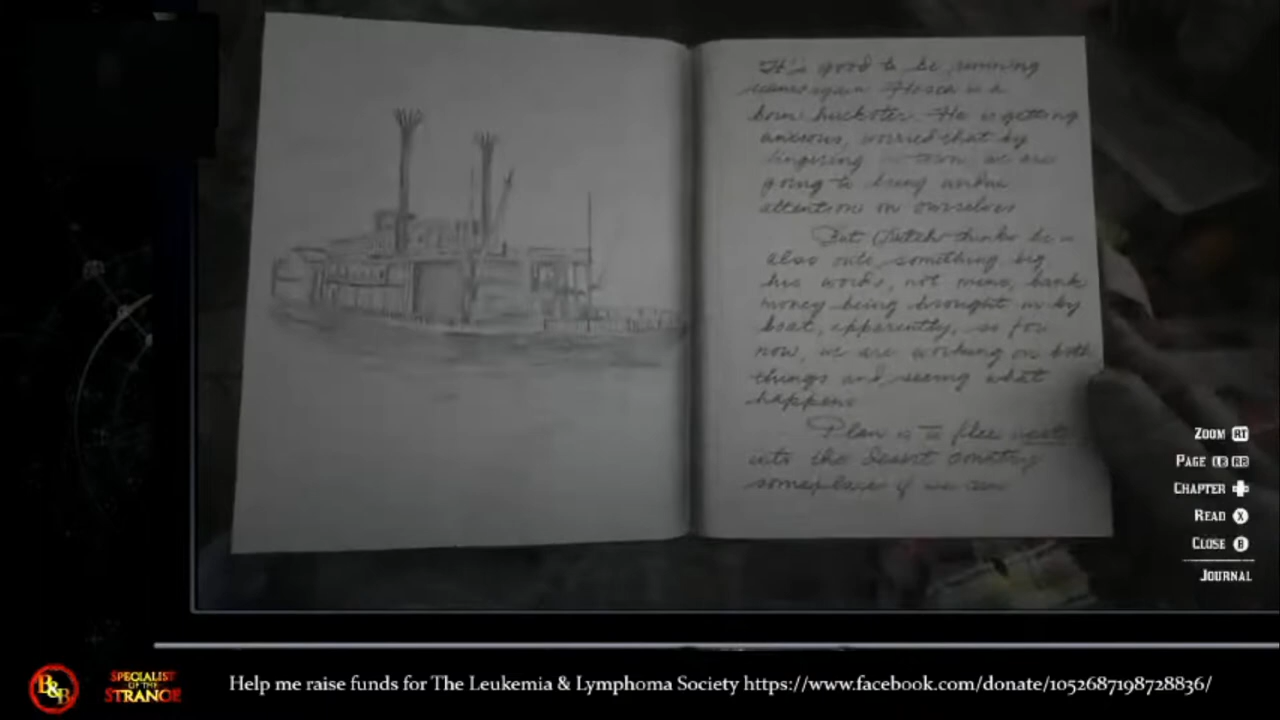 It's good to be running
scams again. Hosea is a
born huckster. He is getting
anxious, worried that by
lingering in town we are
going to bring undue
attention on ourselves
But Dutch thinks he is
also onto something big,
his words, not mine, bank
money being brought in by
boat, apparently, so for
now, we are working on both
things and seeing what
happens
Plan is to flee west
into the desert country
someplace if we can
ZOOM RT
PAGE LB RB
CHAPTER
READ X
CLOSE B
JOURNAL
B&B
SPECIALIST
OF THE
STRANGE
Help me raise funds for The Leukemia & Lymphoma Society https://www.facebook.com/donate/1052687198728836/